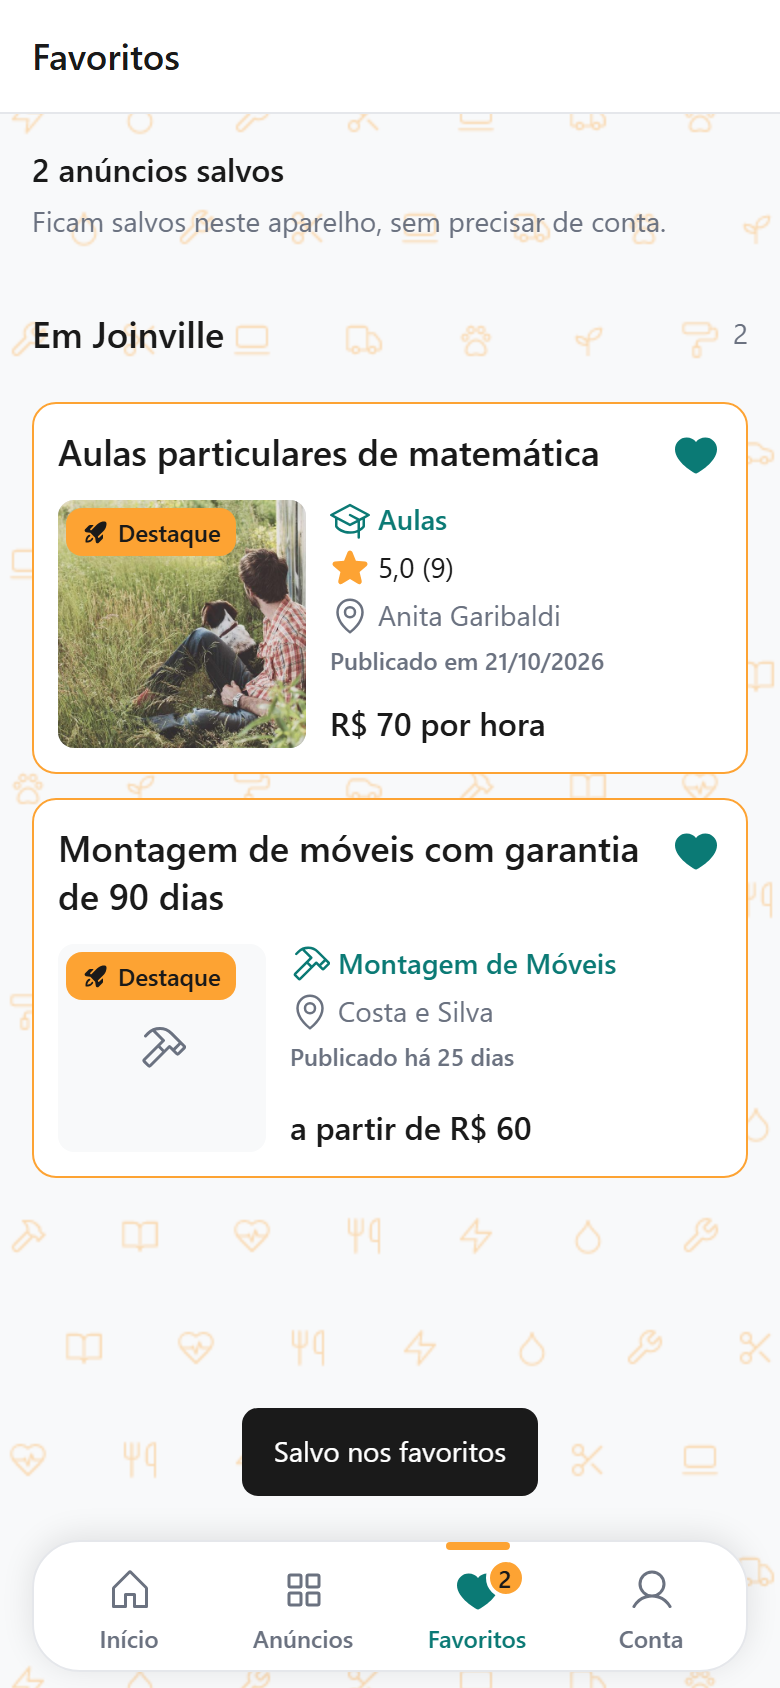 Favoritos
2 anúncios salvos
Ficam salvos neste aparelho, sem precisar de conta.
Em Joinville
2
Aulas particulares de matemática
Destaque
Aulas
5,0 (9)
Anita Garibaldi
Publicado em 21/10/2026
R$ 70 por hora
Montagem de móveis com garantia
de 90 dias
Destaque
Montagem de Móveis
Costa e Silva
Publicado há 25 dias
a partir de R$ 60
Salvo nos favoritos
2
Início
Anúncios
Favoritos
Conta